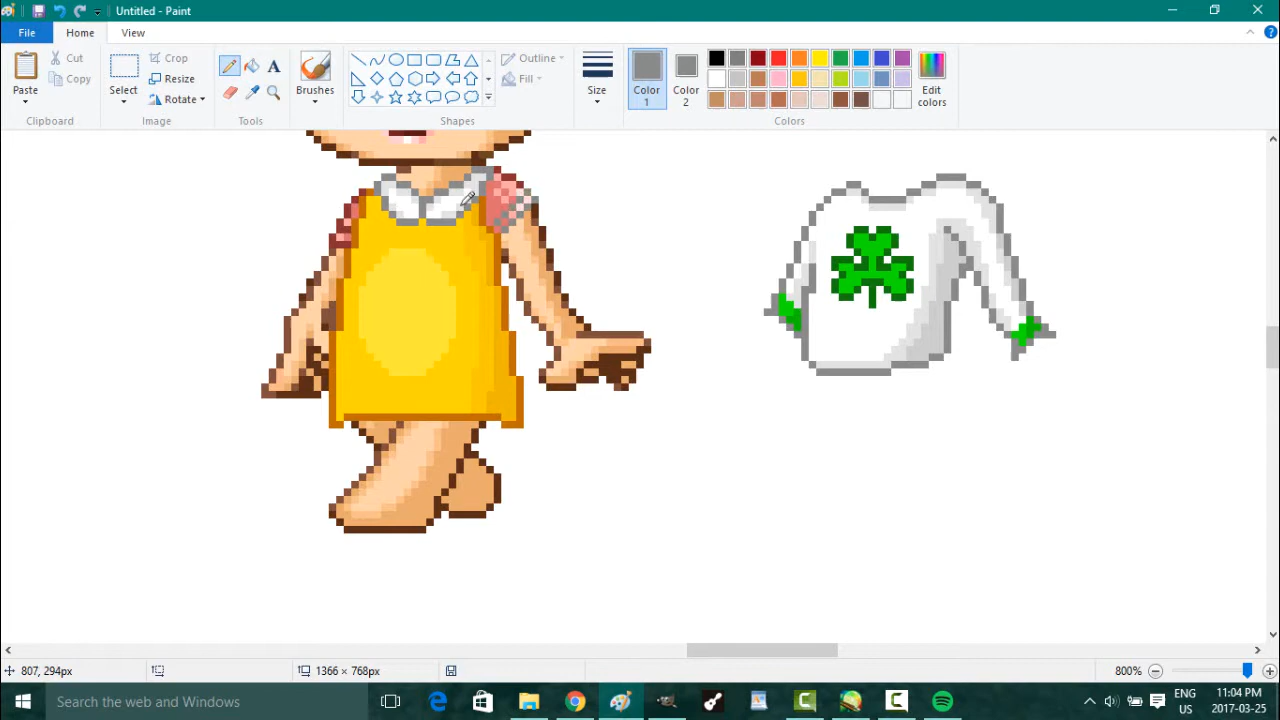 Untitled - Paint
File Home View
Paste
Cut
Copy
Clipboard
Select
Crop
Resize
Rotate
Image
A
Tools
Brushes
Outline
Fill
Shapes
Size
Color 1
Color 2
Edit colors
Colors
807, 294px
1366 × 768px
800%
Search the web and Windows
ENG
US
11:04 PM
2017-03-25